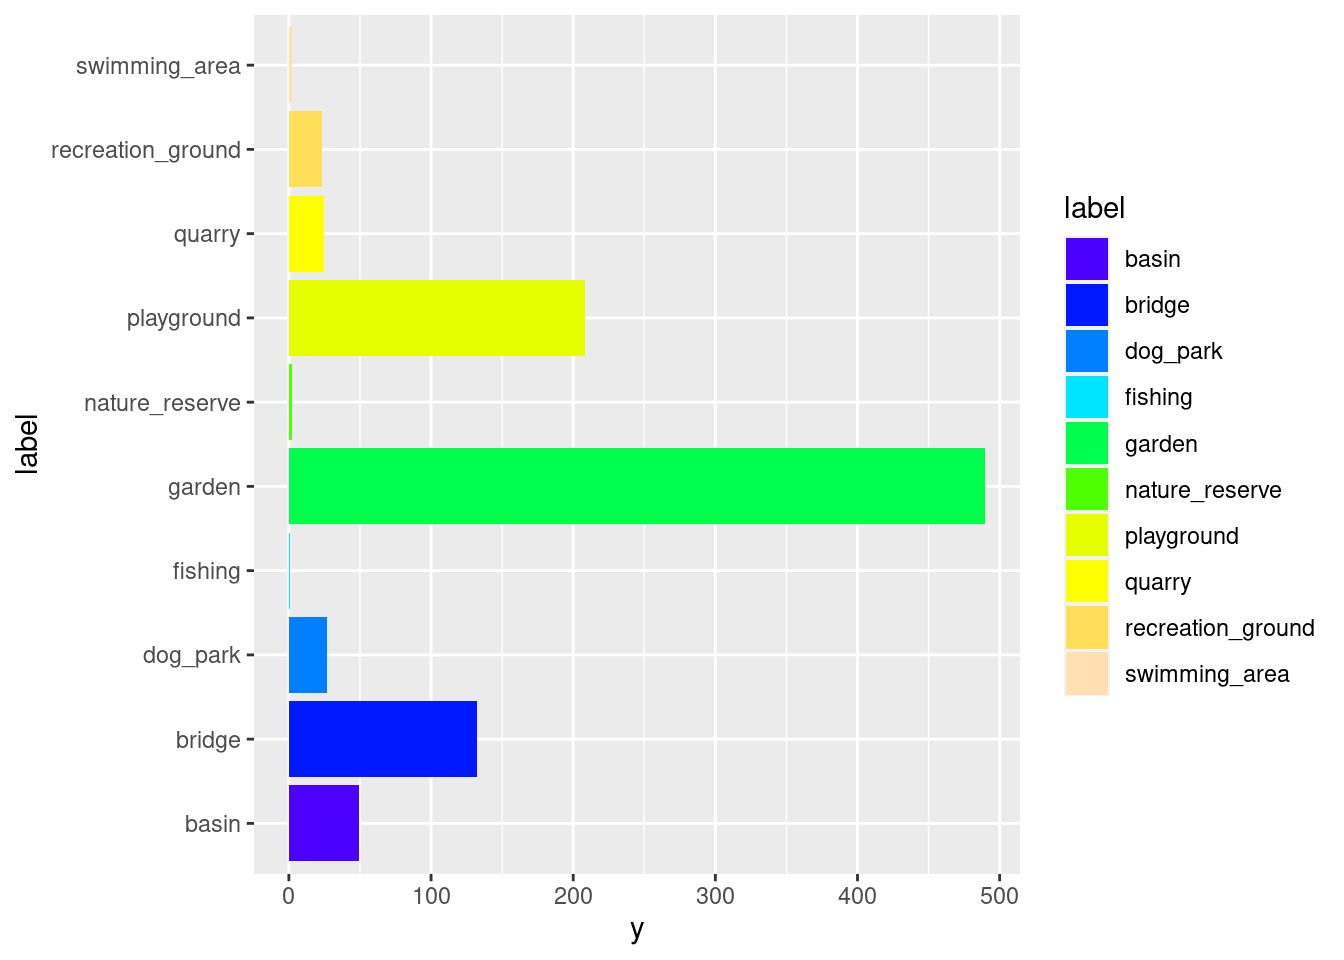 swimming_area
recreation_ground
quarry
playground
nature_reserve
garden
fishing
dog_park
bridge
basin
label
0 100 200 300 400 500
y
label
basin
bridge
dog_park
fishing
garden
nature_reserve
playground
quarry
recreation_ground
swimming_area